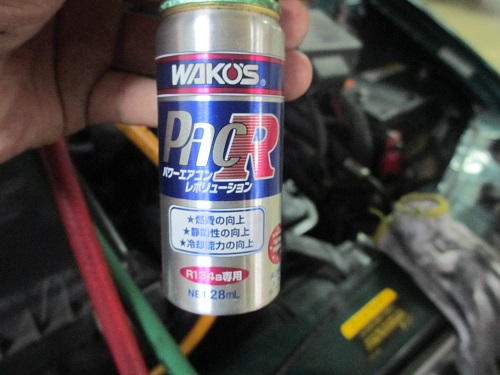 WAKO'S
PAC R
パワーエアコン
レボリューション
★燃費の向上
★静粛性の向上
★冷却能力の向上
R134a専用
NET 28mL